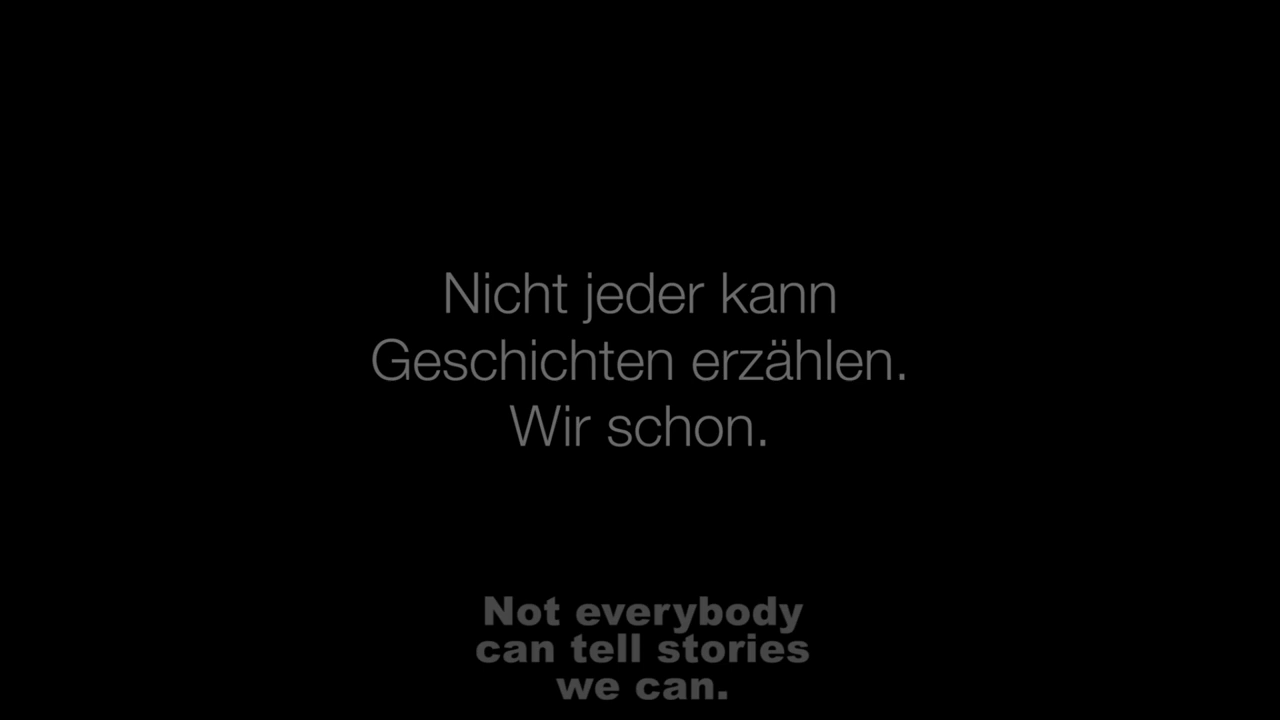 Nicht jeder kann
Geschichten erzählen.
Wir schon.
Not everybody
can tell stories
we can.